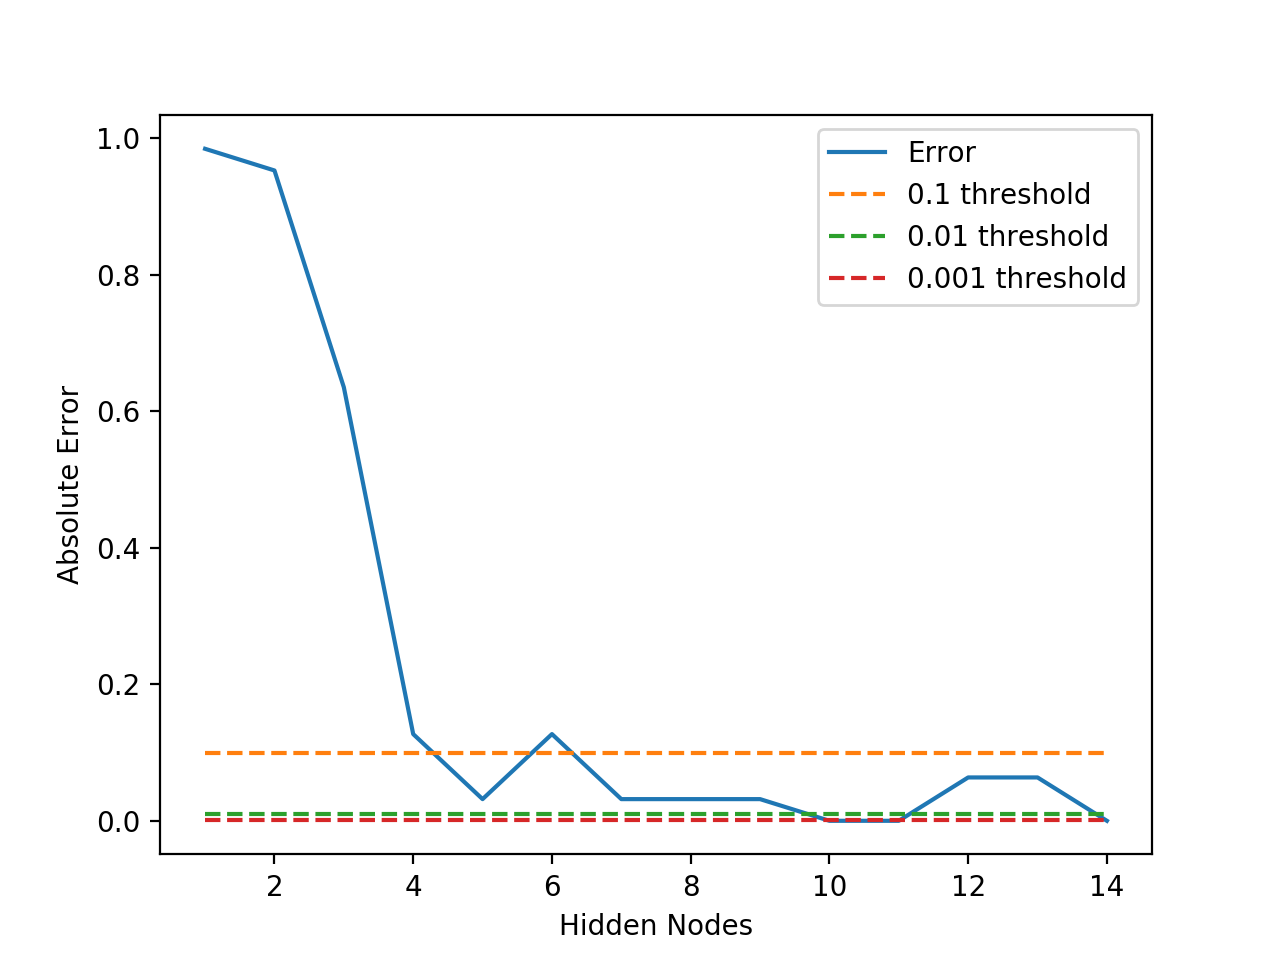 1.0
0.8
0.6
0.4
0.2
0.0
Absolute Error
Error
0.1 threshold
0.01 threshold
0.001 threshold
2 4 6 8 10 12 14
Hidden Nodes